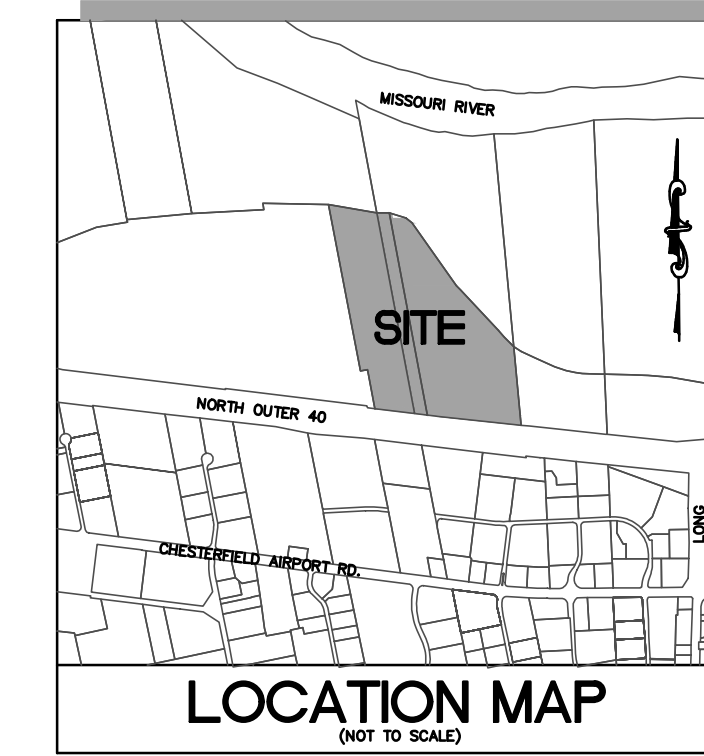 MISSOURI RIVER
SITE
NORTH OUTER 40
LONG
CHESTERFIELD AIRPORT RD.
LOCATION MAP
(NOT TO SCALE)